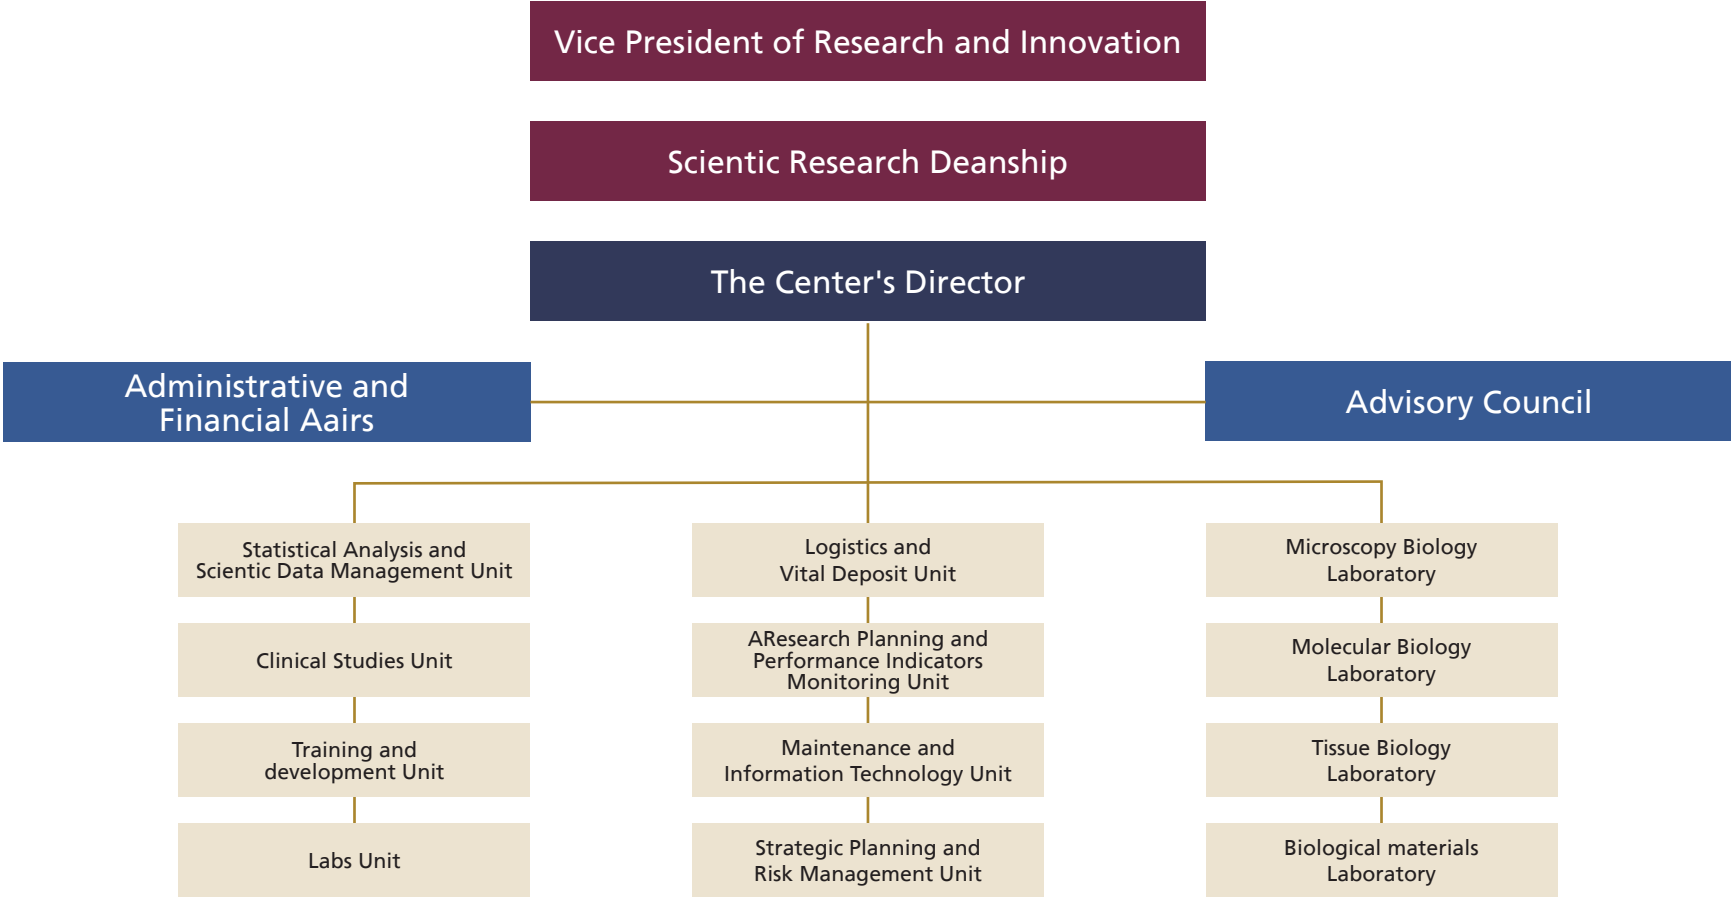 Vice President of Research and Innovation
Scientic Research Deanship
The Center's Director
Administrative and
Financial Aairs
Advisory Council
Statistical Analysis and
Scientic Data Management Unit
Clinical Studies Unit
Training and
development Unit
Labs Unit
Logistics and
Vital Deposit Unit
AResearch Planning and
Performance Indicators
Monitoring Unit
Maintenance and
Information Technology Unit
Strategic Planning and
Risk Management Unit
Microscopy Biology
Laboratory
Molecular Biology
Laboratory
Tissue Biology
Laboratory
Biological materials
Laboratory